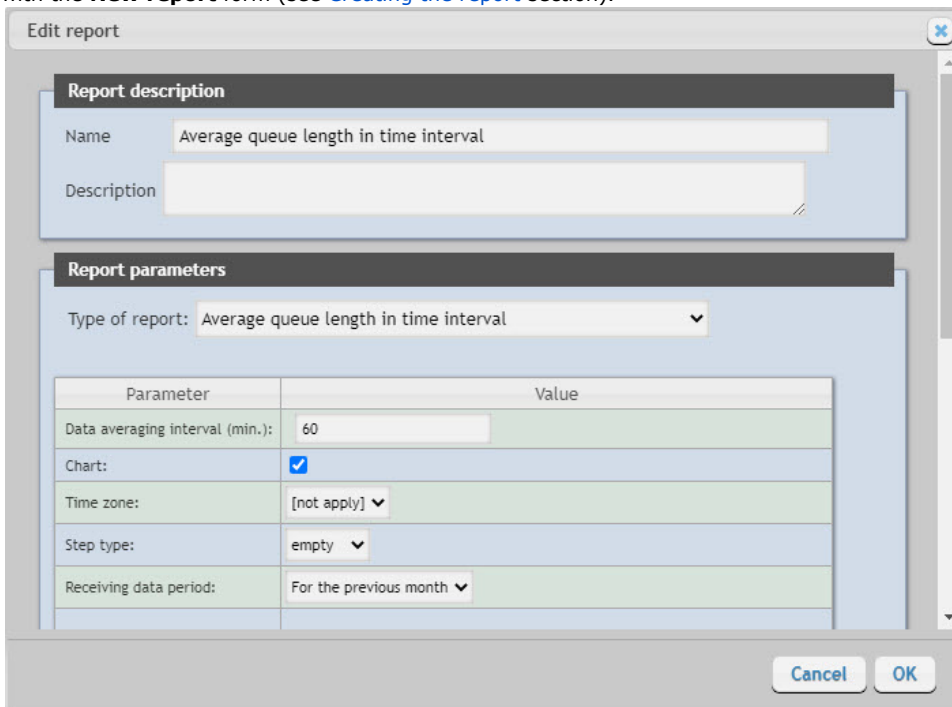 with the New report form (see Creating the report section).
Edit report
Report description
Name Average queue length in time interval
Description
Report parameters
Type of report: Average queue length in time interval
Parameter Value
Data averaging interval (min.): 60
Chart:
Time zone: [not apply]
Step type: empty
Receiving data period: For the previous month
Cancel OK